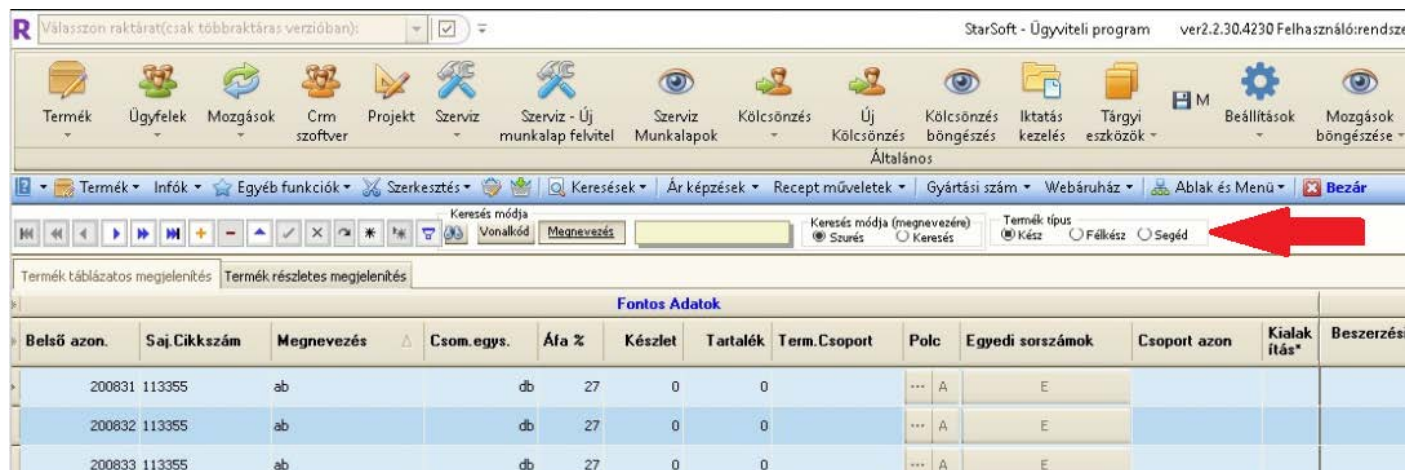 R Válasszon raktárat(csak többraktáras verzióban):
StarSoft - Ügyviteli program ver2.2.30.4230 Felhasználó:rendsze
Termék Ügyfelek Mozgások Crm szoftver Projekt Szerviz Szerviz - Új munkalap felvitel Szerviz Munkalapok Kölcsönzés Új Kölcsönzés Kölcsönzés böngészés Iktatás kezelés Tárgyi eszközök M Beállítások Mozgások böngészése
Általános
Termék Infók Egyéb funkciók Szerkesztés Keresések Ár képzések Recept műveletek Gyártási szám Webáruház Ablak és Menü Bezár
Keresés módja
Vonalkód Megnevezés
Keresés módja (megnevezére)
Szurés Keresés
Termék típus
Kész Félkész Segéd
Termék táblázatos megjelenítés Termék részletes megjelenítés
Fontos Adatok
Belső azon. Saj.Cikkszám Megnevezés Csom.egys. Áfa % Készlet Tartalék Term.Csoport Polc Egyedi sorszámok Csoport azon Kialak ítás* Beszerzési
200831 113355 ab db 27 0 0 ... A E
200832 113355 ab db 27 0 0 ... A E
200833 113355 ab db 27 0 0 ... A E